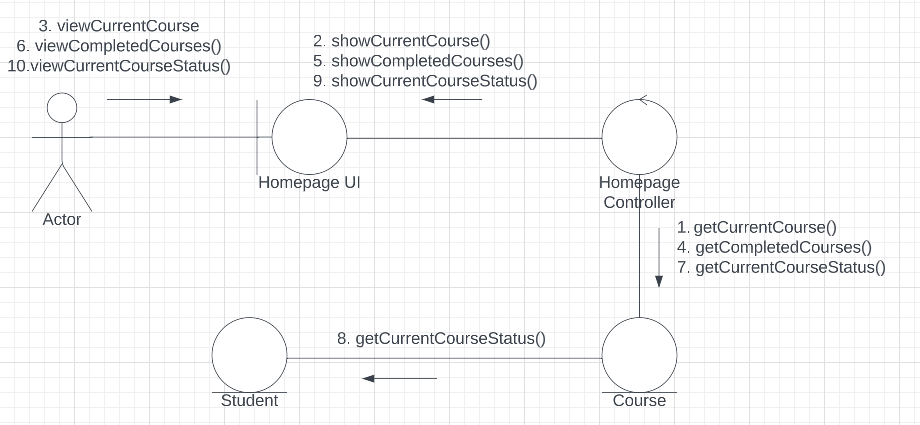 3. viewCurrentCourse
6. viewCompletedCourses()
10.viewCurrentCourseStatus()
2. showCurrentCourse()
5. showCompletedCourses()
9. showCurrentCourseStatus()
Actor
Homepage UI
Homepage
Controller
1. getCurrentCourse()
4. getCompletedCourses()
7. getCurrentCourseStatus()
8. getCurrentCourseStatus()
Student
Course